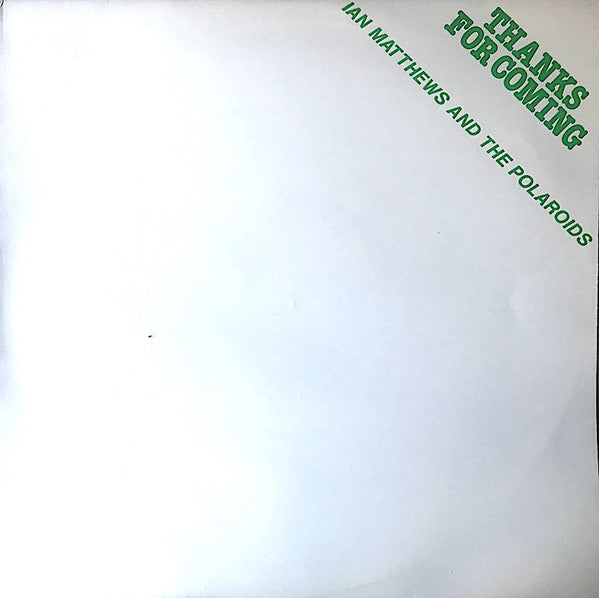 THANKS
FOR COMING
IAN MATTHEWS AND THE POLAROIDS